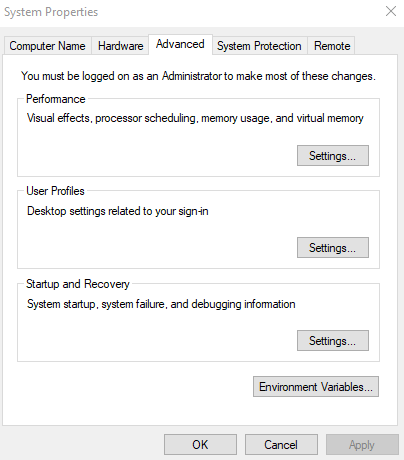 System Properties
Computer Name Hardware Advanced System Protection Remote
You must be logged on as an Administrator to make most of these changes.
Performance
Visual effects, processor scheduling, memory usage, and virtual memory
Settings...
User Profiles
Desktop settings related to your sign-in
Settings...
Startup and Recovery
System startup, system failure, and debugging information
Settings...
Environment Variables...
OK Cancel Apply